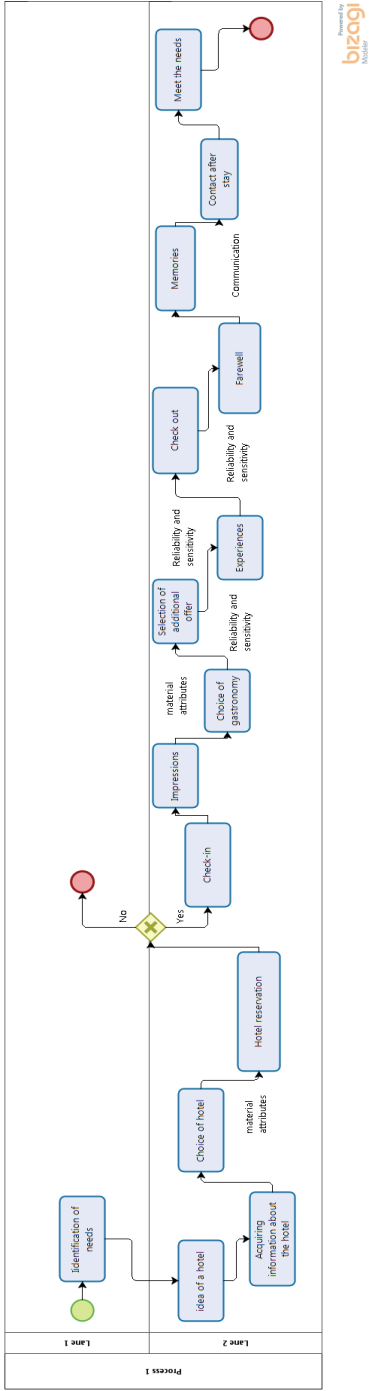 Process 1
Lane 1
Lane 2
Iidentification of
needs
idea of a hotel
Acquiring
information about
the hotel
Choice of hotel
material
attributes
Hotel reservation
No
Yes
Check-in
Impressions
Choice of
gastronomy
material
attributes
Selection of
additional
offer
Reliability and
sensitivity
Experiences
Reliability and
sensitivity
Check out
Reliability and
sensitivity
Farewell
Memories
Communication
Contact after
stay
Meet the needs
Powered by
bizagi
Modeler